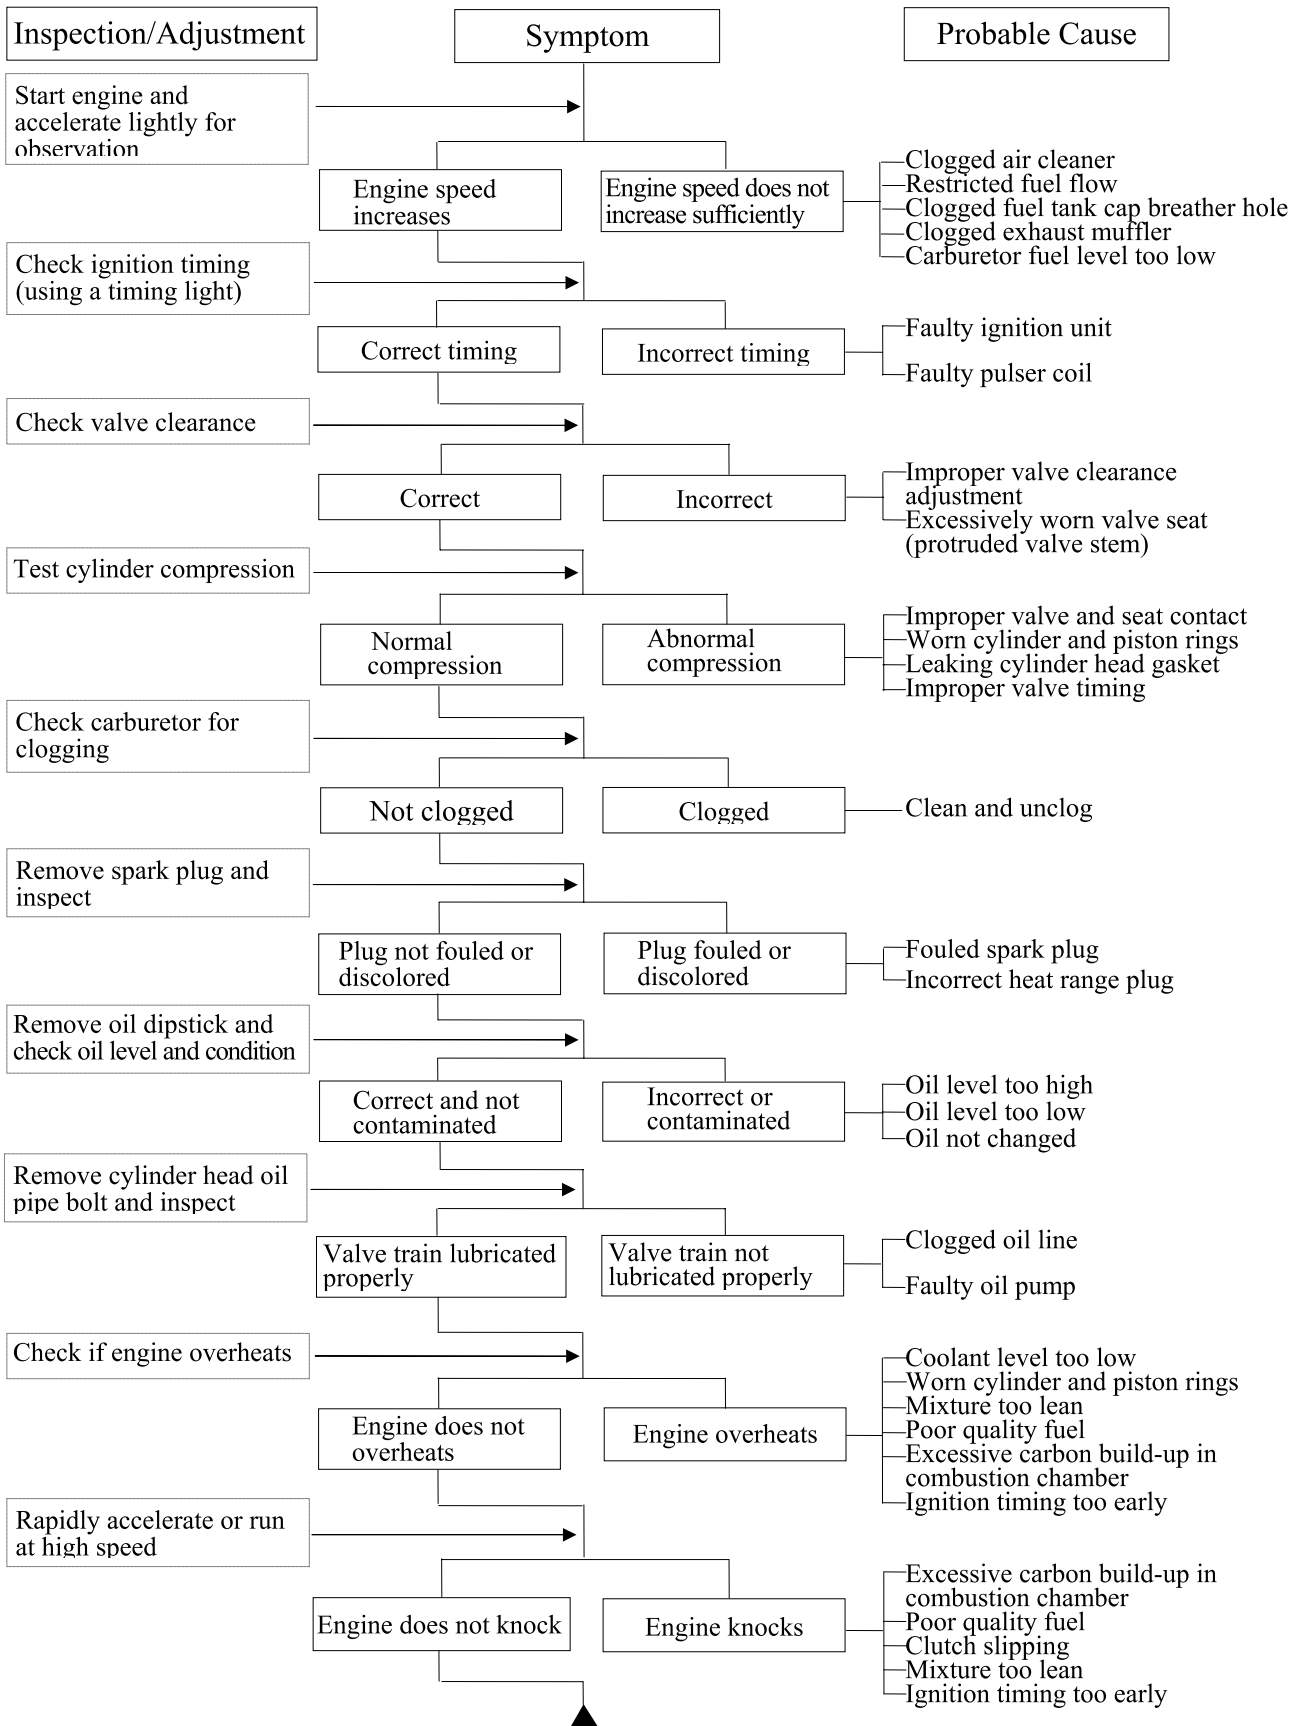 Inspection/Adjustment
Symptom
Probable Cause
Start engine and
accelerate lightly for
observation
Engine speed
increases
Engine speed does not
increase sufficiently
Clogged air cleaner
Restricted fuel flow
Clogged fuel tank cap breather hole
Clogged exhaust muffler
Carburetor fuel level too low
Check ignition timing
(using a timing light)
Correct timing
Incorrect timing
Faulty ignition unit
Faulty pulser coil
Check valve clearance
Correct
Incorrect
Improper valve clearance
adjustment
Excessively worn valve seat
(protruded valve stem)
Test cylinder compression
Normal
compression
Abnormal
compression
Improper valve and seat contact
Worn cylinder and piston rings
Leaking cylinder head gasket
Improper valve timing
Check carburetor for
clogging
Not clogged
Clogged
Clean and unclog
Remove spark plug and
inspect
Plug not fouled or
discolored
Plug fouled or
discolored
Fouled spark plug
Incorrect heat range plug
Remove oil dipstick and
check oil level and condition
Correct and not
contaminated
Incorrect or
contaminated
Oil level too high
Oil level too low
Oil not changed
Remove cylinder head oil
pipe bolt and inspect
Valve train lubricated
properly
Valve train not
lubricated properly
Clogged oil line
Faulty oil pump
Check if engine overheats
Engine does not
overheats
Engine overheats
Coolant level too low
Worn cylinder and piston rings
Mixture too lean
Poor quality fuel
Excessive carbon build-up in
combustion chamber
Ignition timing too early
Rapidly accelerate or run
at high speed
Engine does not knock
Engine knocks
Excessive carbon build-up in
combustion chamber
Poor quality fuel
Clutch slipping
Mixture too lean
Ignition timing too early